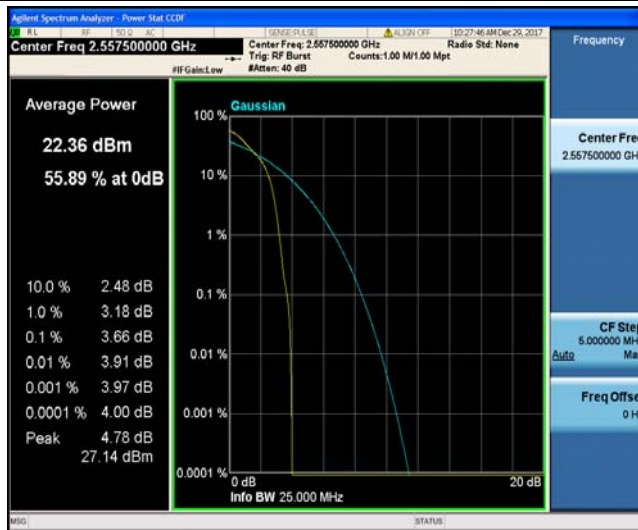 Agilent Spectrum Analyzer - Power Stat CCDF
RL RF 50 Ω AC SENSE:PULSE ALIGN OFF 10:27:46 AM Dec 29, 2017
Center Freq 2.557500000 GHz
Center Freq: 2.557500000 GHz Radio Std: None
Trig: RF Burst Counts:1.00 M/1.00 Mpt
#IFGain:Low #Atten: 40 dB
Frequency
Average Power
22.36 dBm
55.89 % at 0dB
10.0 % 2.48 dB
1.0 % 3.18 dB
0.1 % 3.66 dB
0.01 % 3.91 dB
0.001 % 3.97 dB
0.0001 % 4.00 dB
Peak 4.78 dB
27.14 dBm
Gaussian
100 %
10 %
1 %
0.1 %
0.01 %
0.001 %
0.0001 %
0 dB 20 dB
Info BW 25.000 MHz
Center Fre
2.557500000 GH
CF Ste
5.000000 MH
Auto Ma
Freq Offse
0 H
MSG STATUS